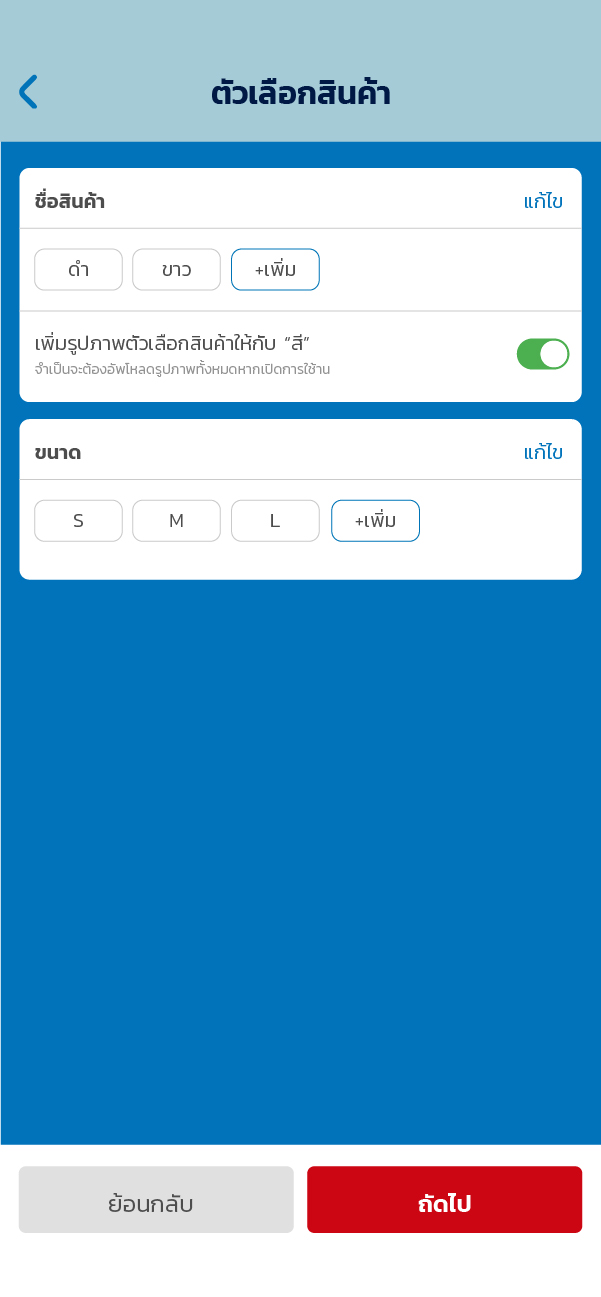 ตัวเลือกสินค้า
ชื่อสินค้า แก้ไข
ดำ ขาว +เพิ่ม
เพิ่มรูปภาพตัวเลือกสินค้าให้กับ “สี”
จำเป็นจะต้องอัพโหลดรูปภาพทั้งหมดหากเปิดการใช้าน
ขนาด แก้ไข
S M L +เพิ่ม
ย้อนกลับ ถัดไป